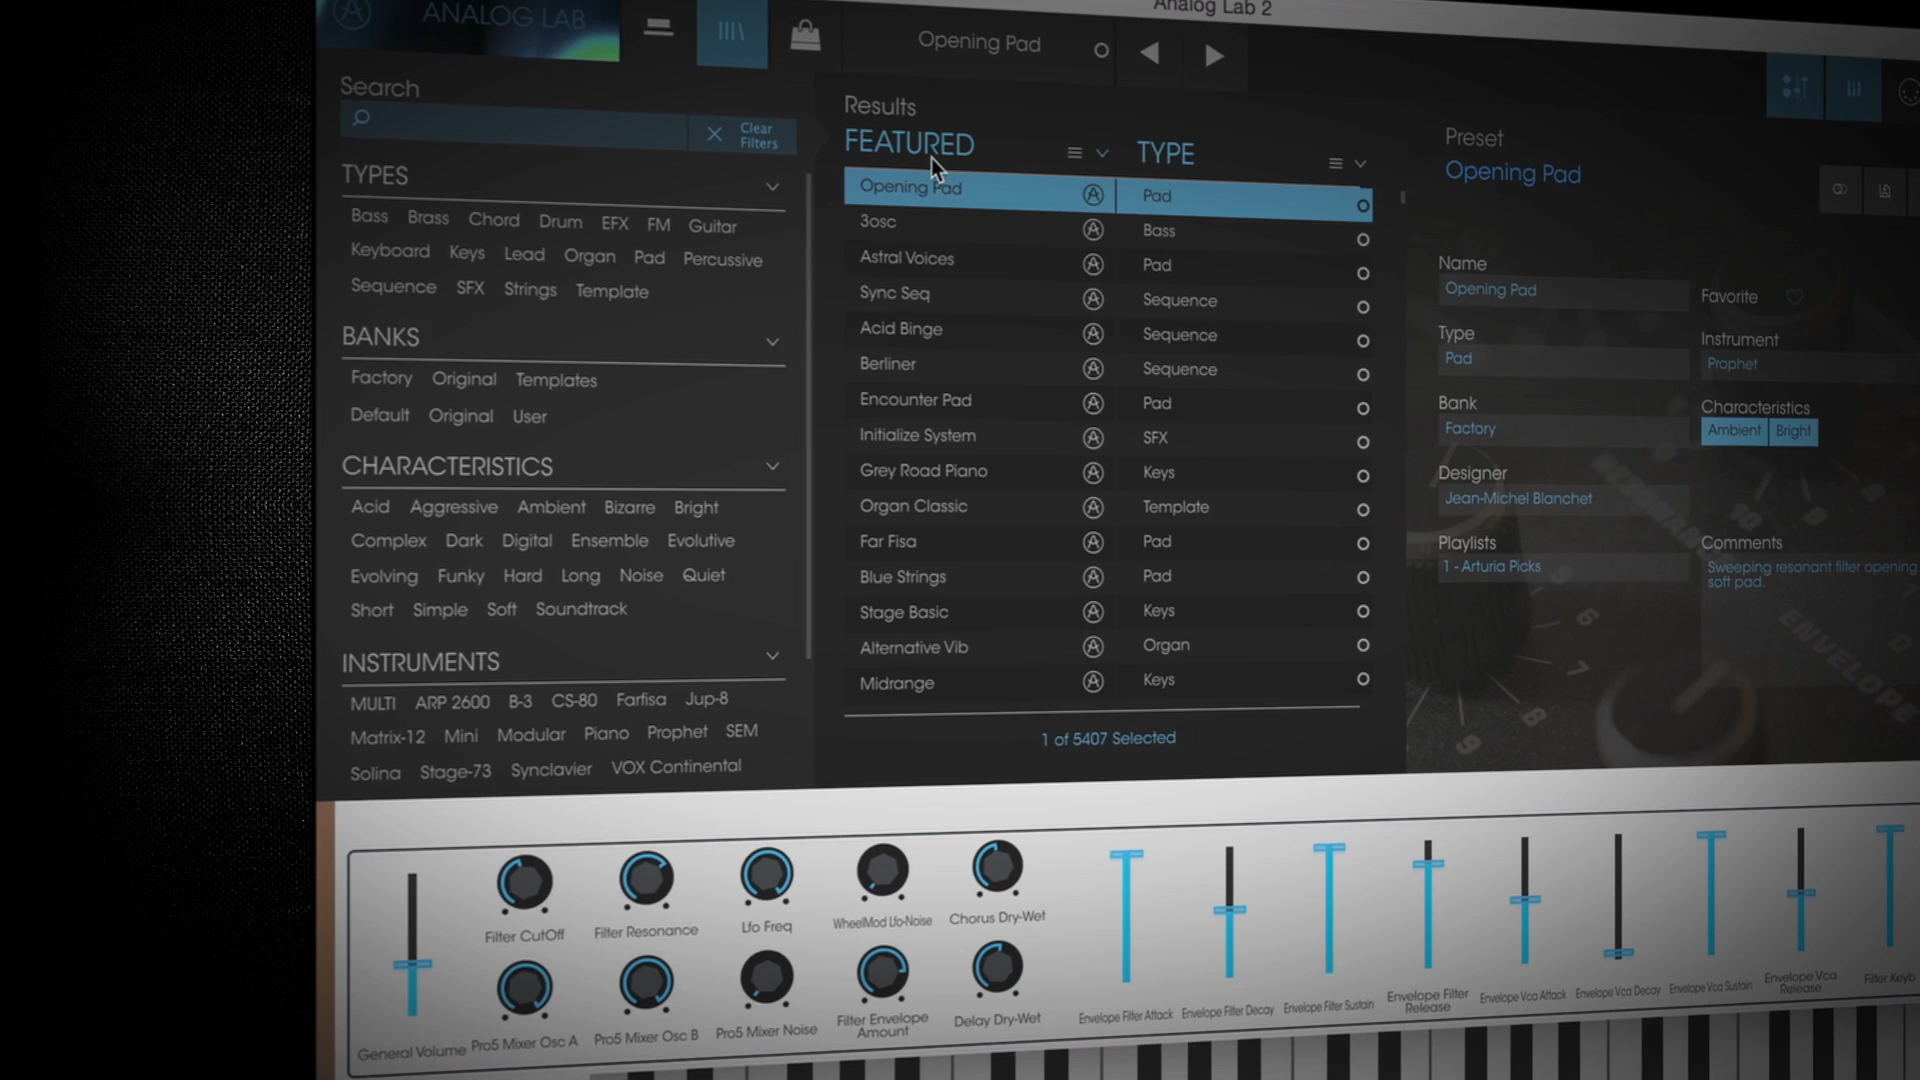 Analog Lab 2
ANALOG LAB
Opening Pad
Search
Clear
Filters
TYPES
Bass Brass Chord Drum EFX FM Guitar
Keyboard Keys Lead Organ Pad Percussive
Sequence SFX Strings Template
BANKS
Factory Original Templates
Default Original User
CHARACTERISTICS
Acid Aggressive Ambient Bizarre Bright
Complex Dark Digital Ensemble Evolutive
Evolving Funky Hard Long Noise Quiet
Short Simple Soft Soundtrack
INSTRUMENTS
MULTI ARP 2600 B-3 CS-80 Farfisa Jup-8
Matrix-12 Mini Modular Piano Prophet SEM
Solina Stage-73 Synclavier VOX Continental
Results
FEATURED TYPE
Opening Pad Pad
3osc Bass
Astral Voices Pad
Sync Seq Sequence
Acid Binge Sequence
Berliner Sequence
Encounter Pad Pad
Initialize System SFX
Grey Road Piano Keys
Organ Classic Template
Far Fisa Pad
Blue Strings Pad
Stage Basic Keys
Alternative Vib Organ
Midrange Keys
1 of 5407 Selected
Preset
Opening Pad
Name
Opening Pad
Favorite
Type
Pad
Instrument
Prophet
Bank
Factory
Characteristics
Ambient Bright
Designer
Jean-Michel Blanchet
Playlists
1 - Arturia Picks
Comments
Sweeping resonant filter opening
soft pad.
10
9
8
6
7
8
9
ENVELOPE
Filter CutOff Filter Resonance Lfo Freq WheelMod Lfo-Noise Chorus Dry-Wet
General Volume Pro5 Mixer Osc A Pro5 Mixer Osc B Pro5 Mixer Noise Filter Envelope Amount Delay Dry-Wet
Envelope Filter Attack Envelope Filter Decay Envelope Filter Sustain Envelope Filter Release Envelope Vca Attack Envelope Vca Decay Envelope Vca Sustain Envelope Vca Release Filter Keyb